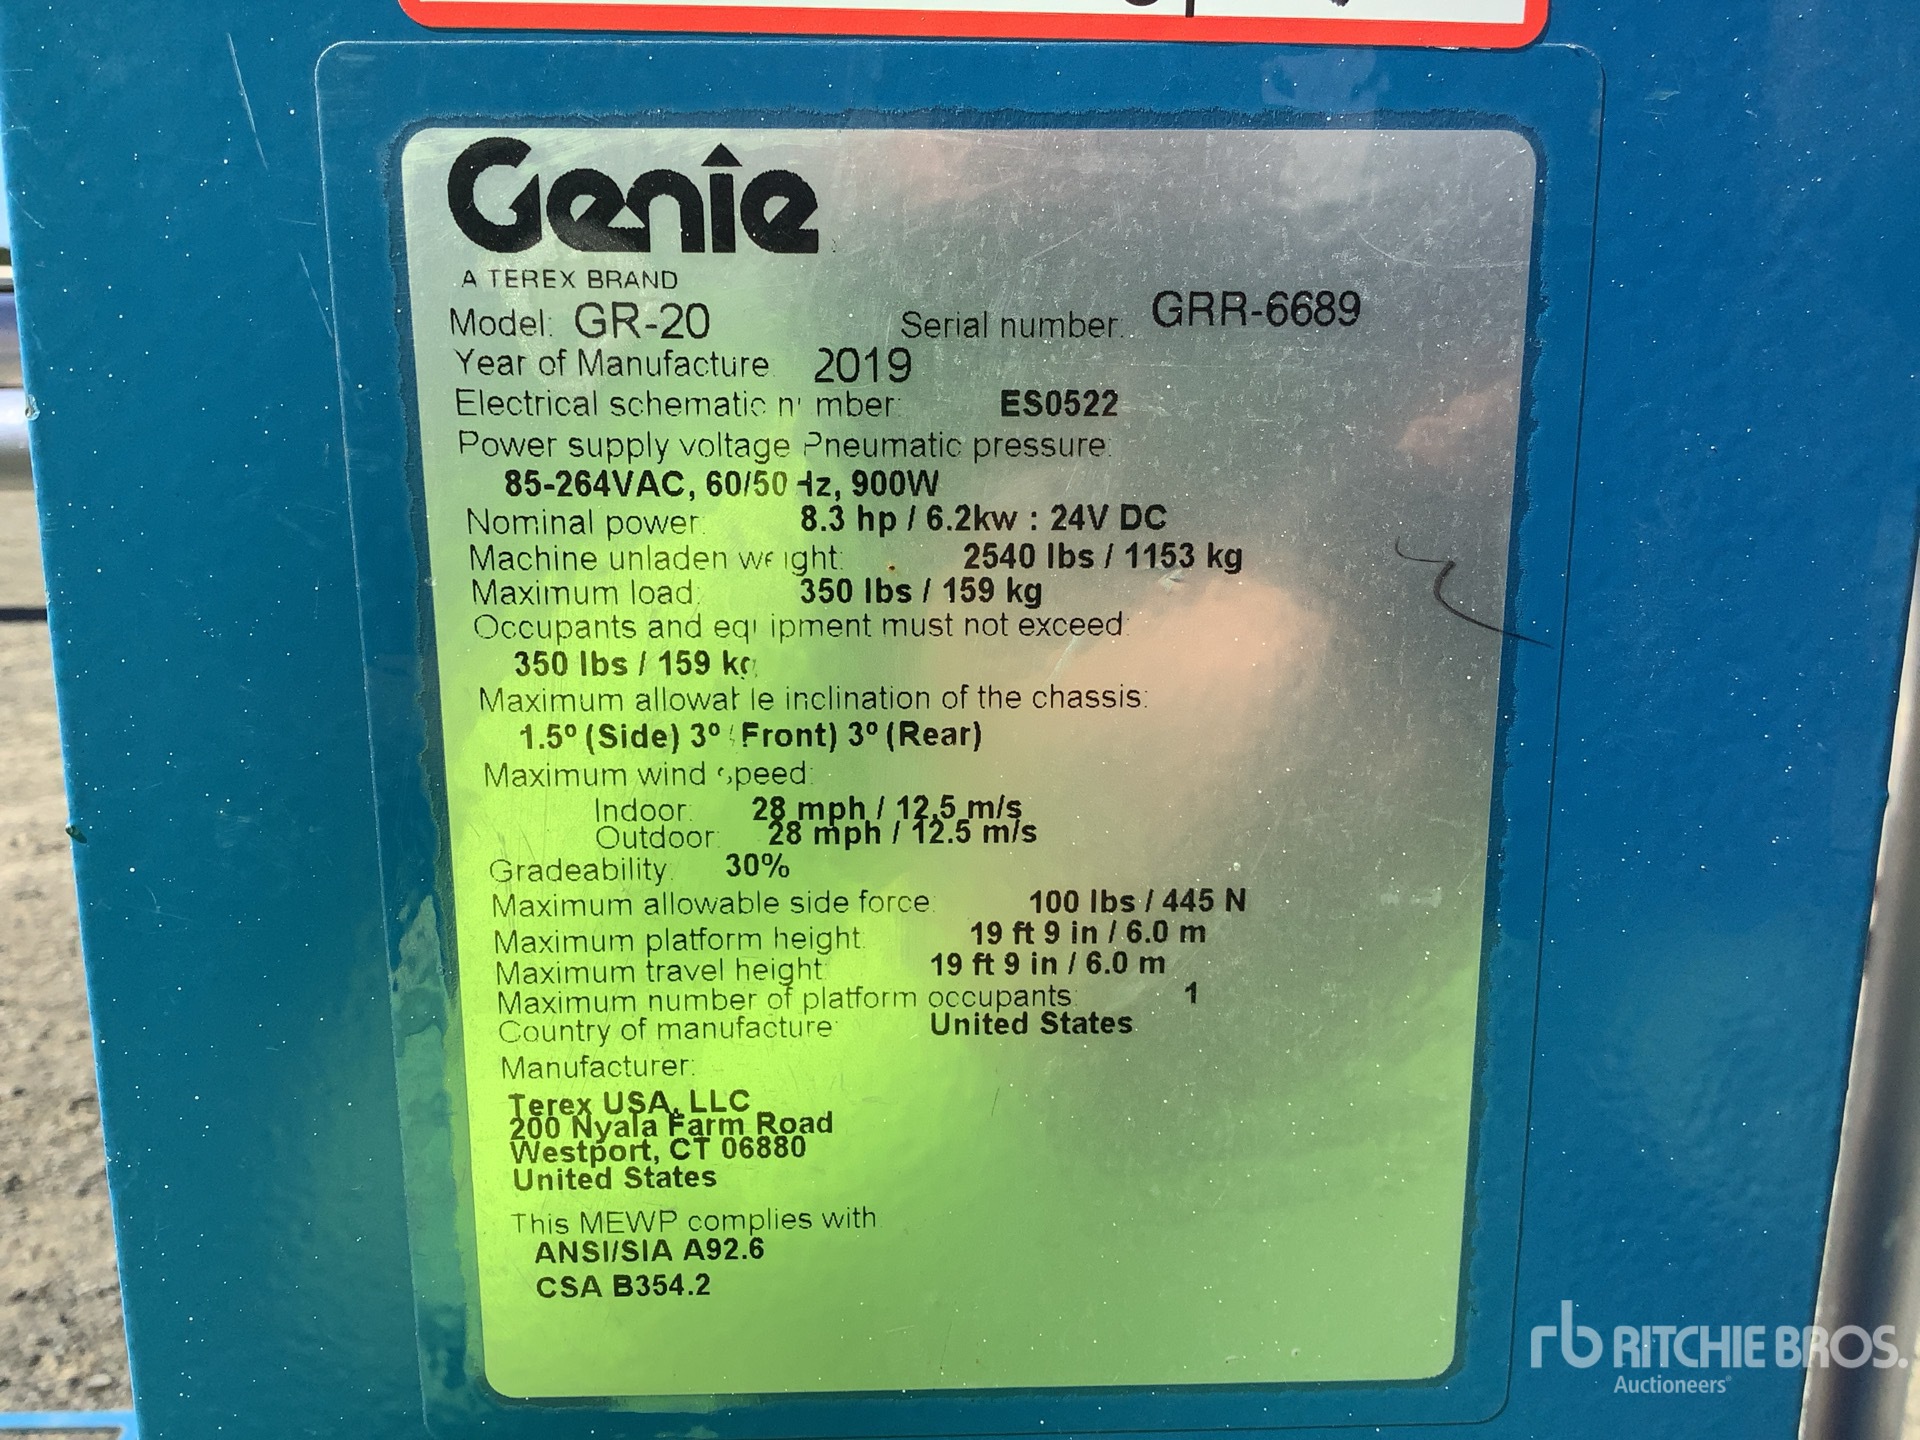 Genie
A TEREX BRAND
Model: GR-20 Serial number: GRR-6689
Year of Manufacture: 2019
Electrical schematic number: ES0522
Power supply voltage Pneumatic pressure:
85-264VAC, 60/50 Hz, 900W
Nominal power: 8.3 hp / 6.2kw : 24V DC
Machine unladen weight: 2540 lbs / 1153 kg
Maximum load: 350 lbs / 159 kg
Occupants and equipment must not exceed:
350 lbs / 159 kg
Maximum allowable inclination of the chassis:
1.5º (Side) 3º (Front) 3º (Rear)
Maximum wind speed:
Indoor: 28 mph / 12.5 m/s
Outdoor: 28 mph / 12.5 m/s
Gradeability: 30%
Maximum allowable side force: 100 lbs / 445 N
Maximum platform height: 19 ft 9 in / 6.0 m
Maximum travel height: 19 ft 9 in / 6.0 m
Maximum number of platform occupants: 1
Country of manufacture: United States
Manufacturer:
Terex USA, LLC
200 Nyala Farm Road
Westport, CT 06880
United States
This MEWP complies with:
ANSI/SIA A92.6
CSA B354.2
rb RITCHIE BROS.
Auctioneers®